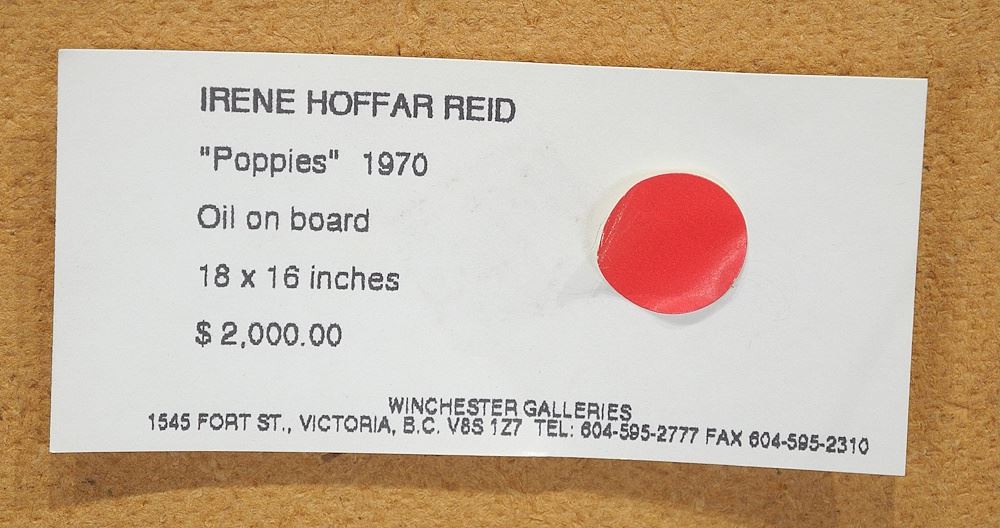 IRENE HOFFAR REID
"Poppies" 1970
Oil on board
18 x 16 inches
$ 2,000.00
WINCHESTER GALLERIES
1545 FORT ST., VICTORIA, B.C. V8S 1Z7 TEL: 604-595-2777 FAX 604-595-2310